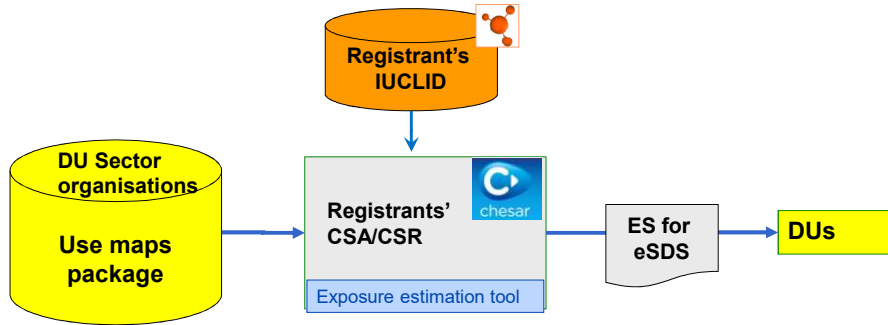 Registrant's
IUCLID
DU Sector
organisations
Use maps
package
Registrants'
CSA/CSR
chesar
Exposure estimation tool
ES for
eSDS
DUs